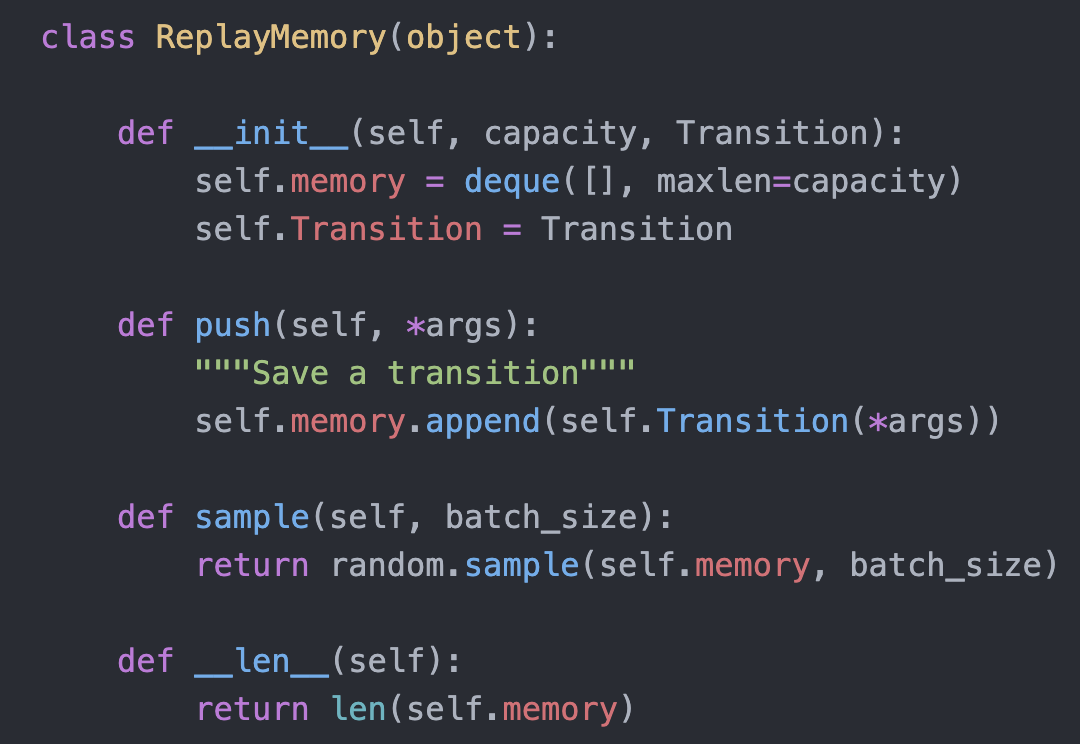 class ReplayMemory(object):
    def __init__(self, capacity, Transition):
        self.memory = deque([], maxlen=capacity)
        self.Transition = Transition
    def push(self, *args):
        """Save a transition"""
        self.memory.append(self.Transition(*args))
    def sample(self, batch_size):
        return random.sample(self.memory, batch_size)
    def __len__(self):
        return len(self.memory)